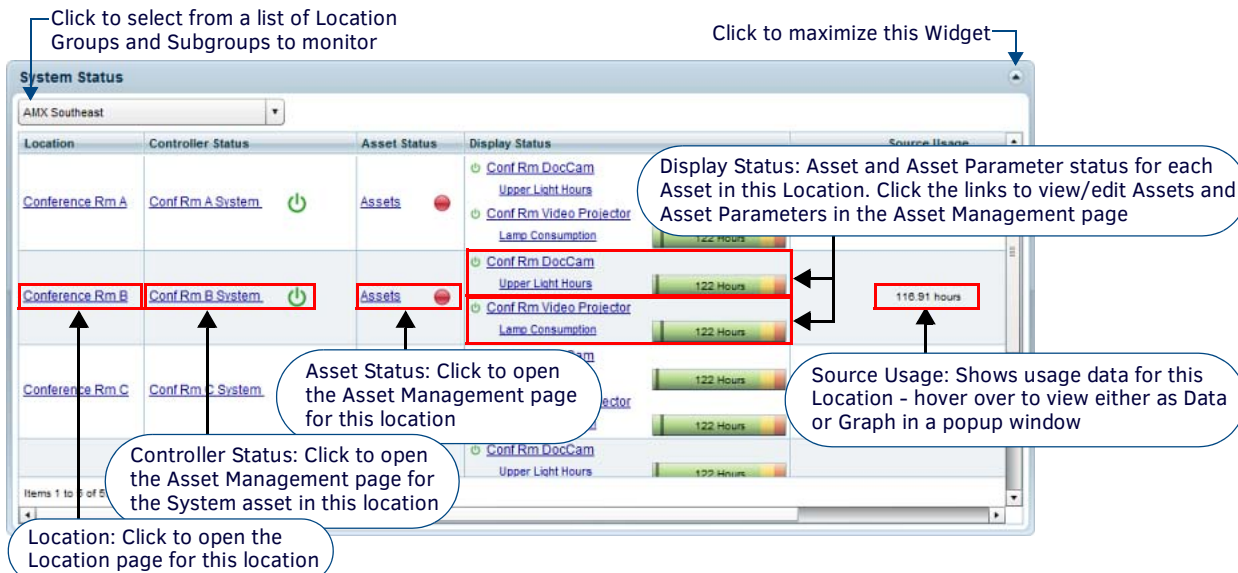 Click to select from a list of Location
Groups and Subgroups to monitor
Click to maximize this Widget
System Status
AMX Southeast
Location Controller Status Asset Status Display Status Source Usage
Conf Rm DocCam
Upper Light Hours
Conference Rm A Conf Rm A System Assets
Conf Rm Video Projector
Lamp Consumption 122 Hours
Display Status: Asset and Asset Parameter status for each
Asset in this Location. Click the links to view/edit Assets and
Asset Parameters in the Asset Management page
Conf Rm DocCam
Upper Light Hours 122 Hours
Conference Rm B Conf Rm B System Assets 116.91 hours
Conf Rm Video Projector
Lamp Consumption 122 Hours
Asset Status: Click to open
the Asset Management page
for this location
Source Usage: Shows usage data for this
Location - hover over to view either as Data
or Graph in a popup window
122 Hours
Conference Rm C Conf Rm C System
122 Hours
Controller Status: Click to open
the Asset Management page for
the System asset in this location
Conf Rm DocCam
Upper Light Hours 122 Hours
Items 1 to of 5
Location: Click to open the
Location page for this location